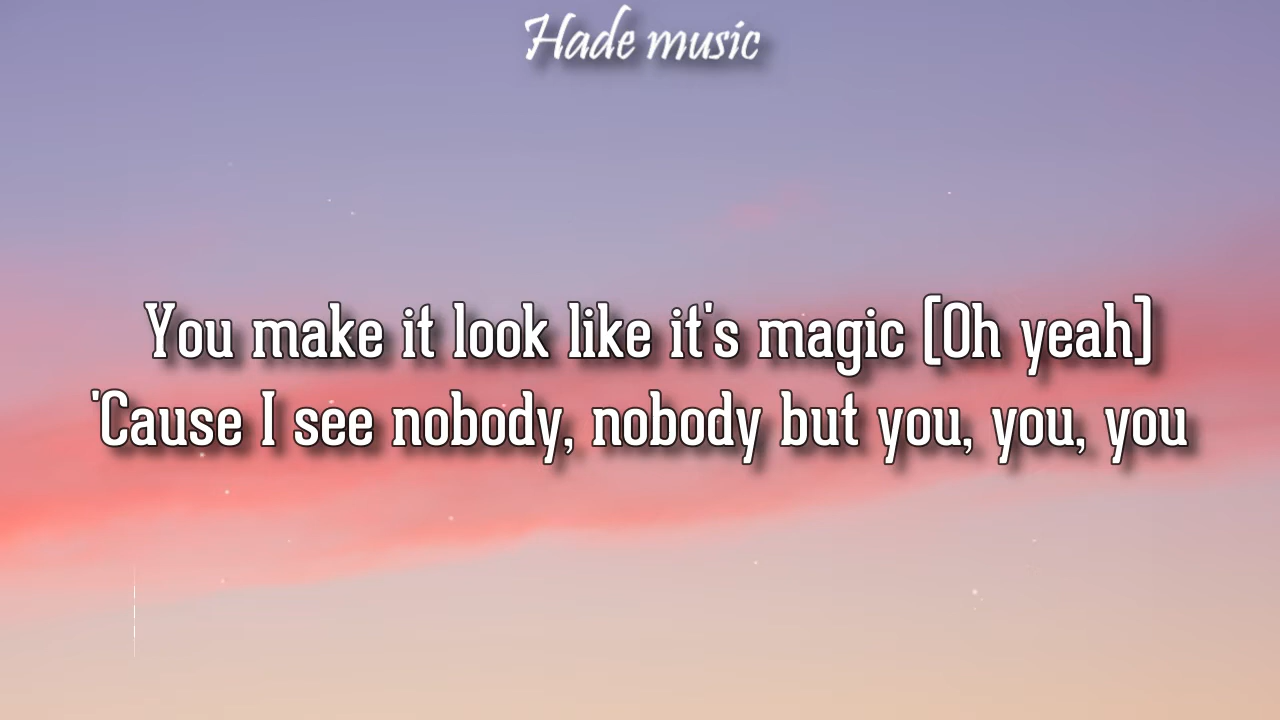 Hade music
You make it look like it's magic (Oh yeah)
'Cause I see nobody, nobody but you, you, you